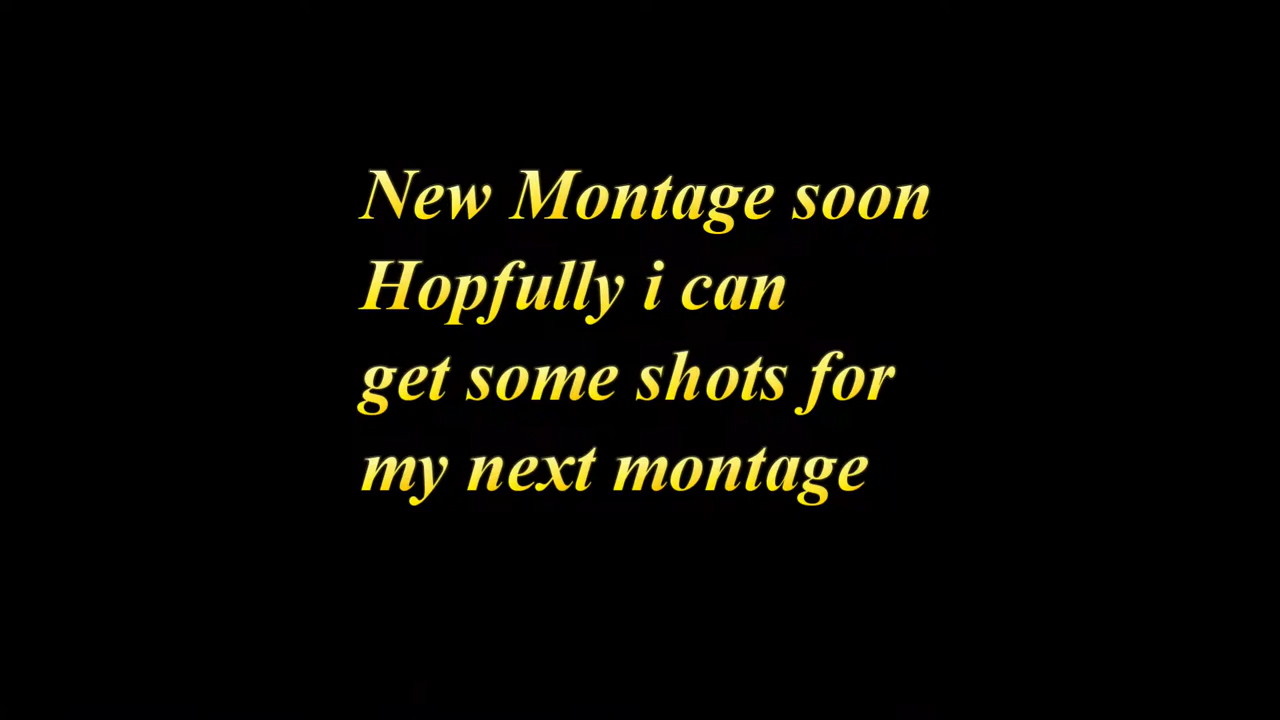 New Montage soon
Hopfully i can
get some shots for
my next montage